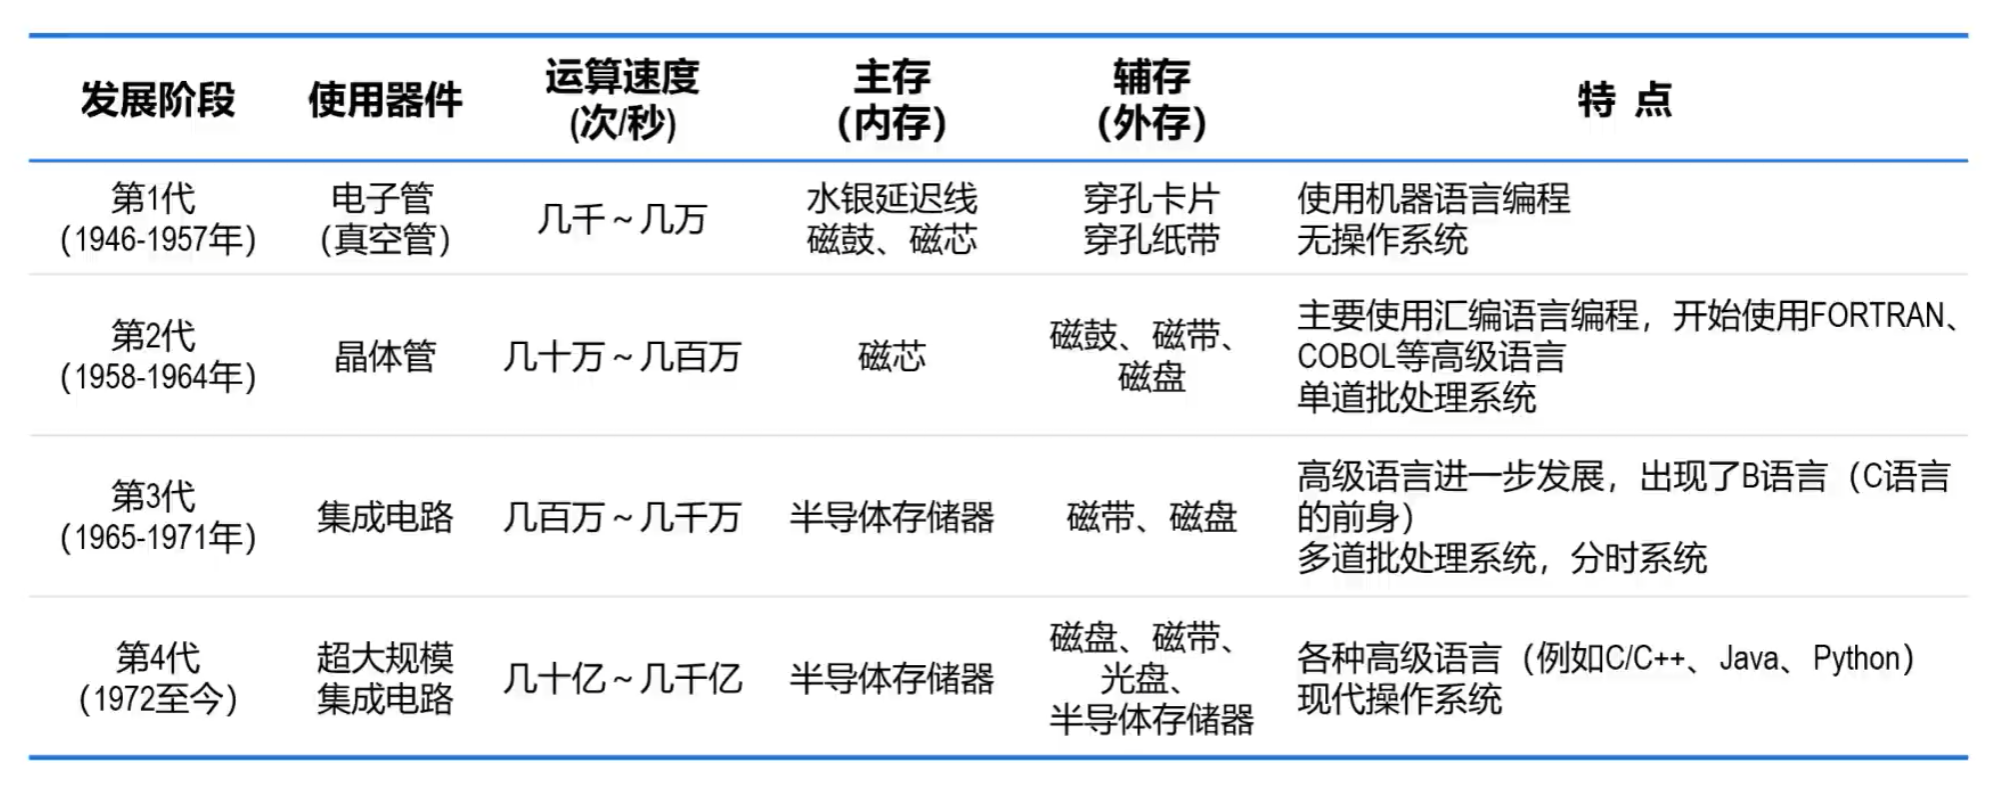 发展阶段 使用器件 运算速度 (次/秒) 主存 （内存） 辅存 （外存） 特 点
第1代
（1946-1957年）
电子管
（真空管）
几千～几万
水银延迟线
磁鼓、磁芯
穿孔卡片
穿孔纸带
使用机器语言编程
无操作系统
第2代
（1958-1964年）
晶体管
几十万～几百万
磁芯
磁鼓、磁带、
磁盘
主要使用汇编语言编程，开始使用FORTRAN、
COBOL等高级语言
单道批处理系统
第3代
（1965-1971年）
集成电路
几百万～几千万
半导体存储器
磁带、磁盘
高级语言进一步发展，出现了B语言（C语言
的前身）
多道批处理系统，分时系统
第4代
（1972至今）
超大规模
集成电路
几十亿～几千亿
半导体存储器
磁盘、磁带、
光盘、
半导体存储器
各种高级语言（例如C/C++、Java、Python）
现代操作系统